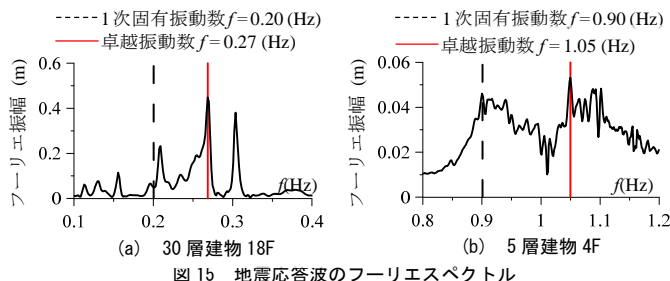 1次固有振動数 f=0.20 (Hz)
卓越振動数 f=0.27 (Hz)
フーリエ振幅 (m)
0.6
0.4
0.2
0
0.1
0.2
0.3
0.4
f(Hz)
(a) 30層建物 18F
1次固有振動数 f=0.90 (Hz)
卓越振動数 f=1.05 (Hz)
フーリエ振幅 (m)
0.06
0.04
0.02
0
0.8
0.9
1
1.1
1.2
f(Hz)
(b) 5層建物 4F
図15 地震応答波のフーリエスペクトル